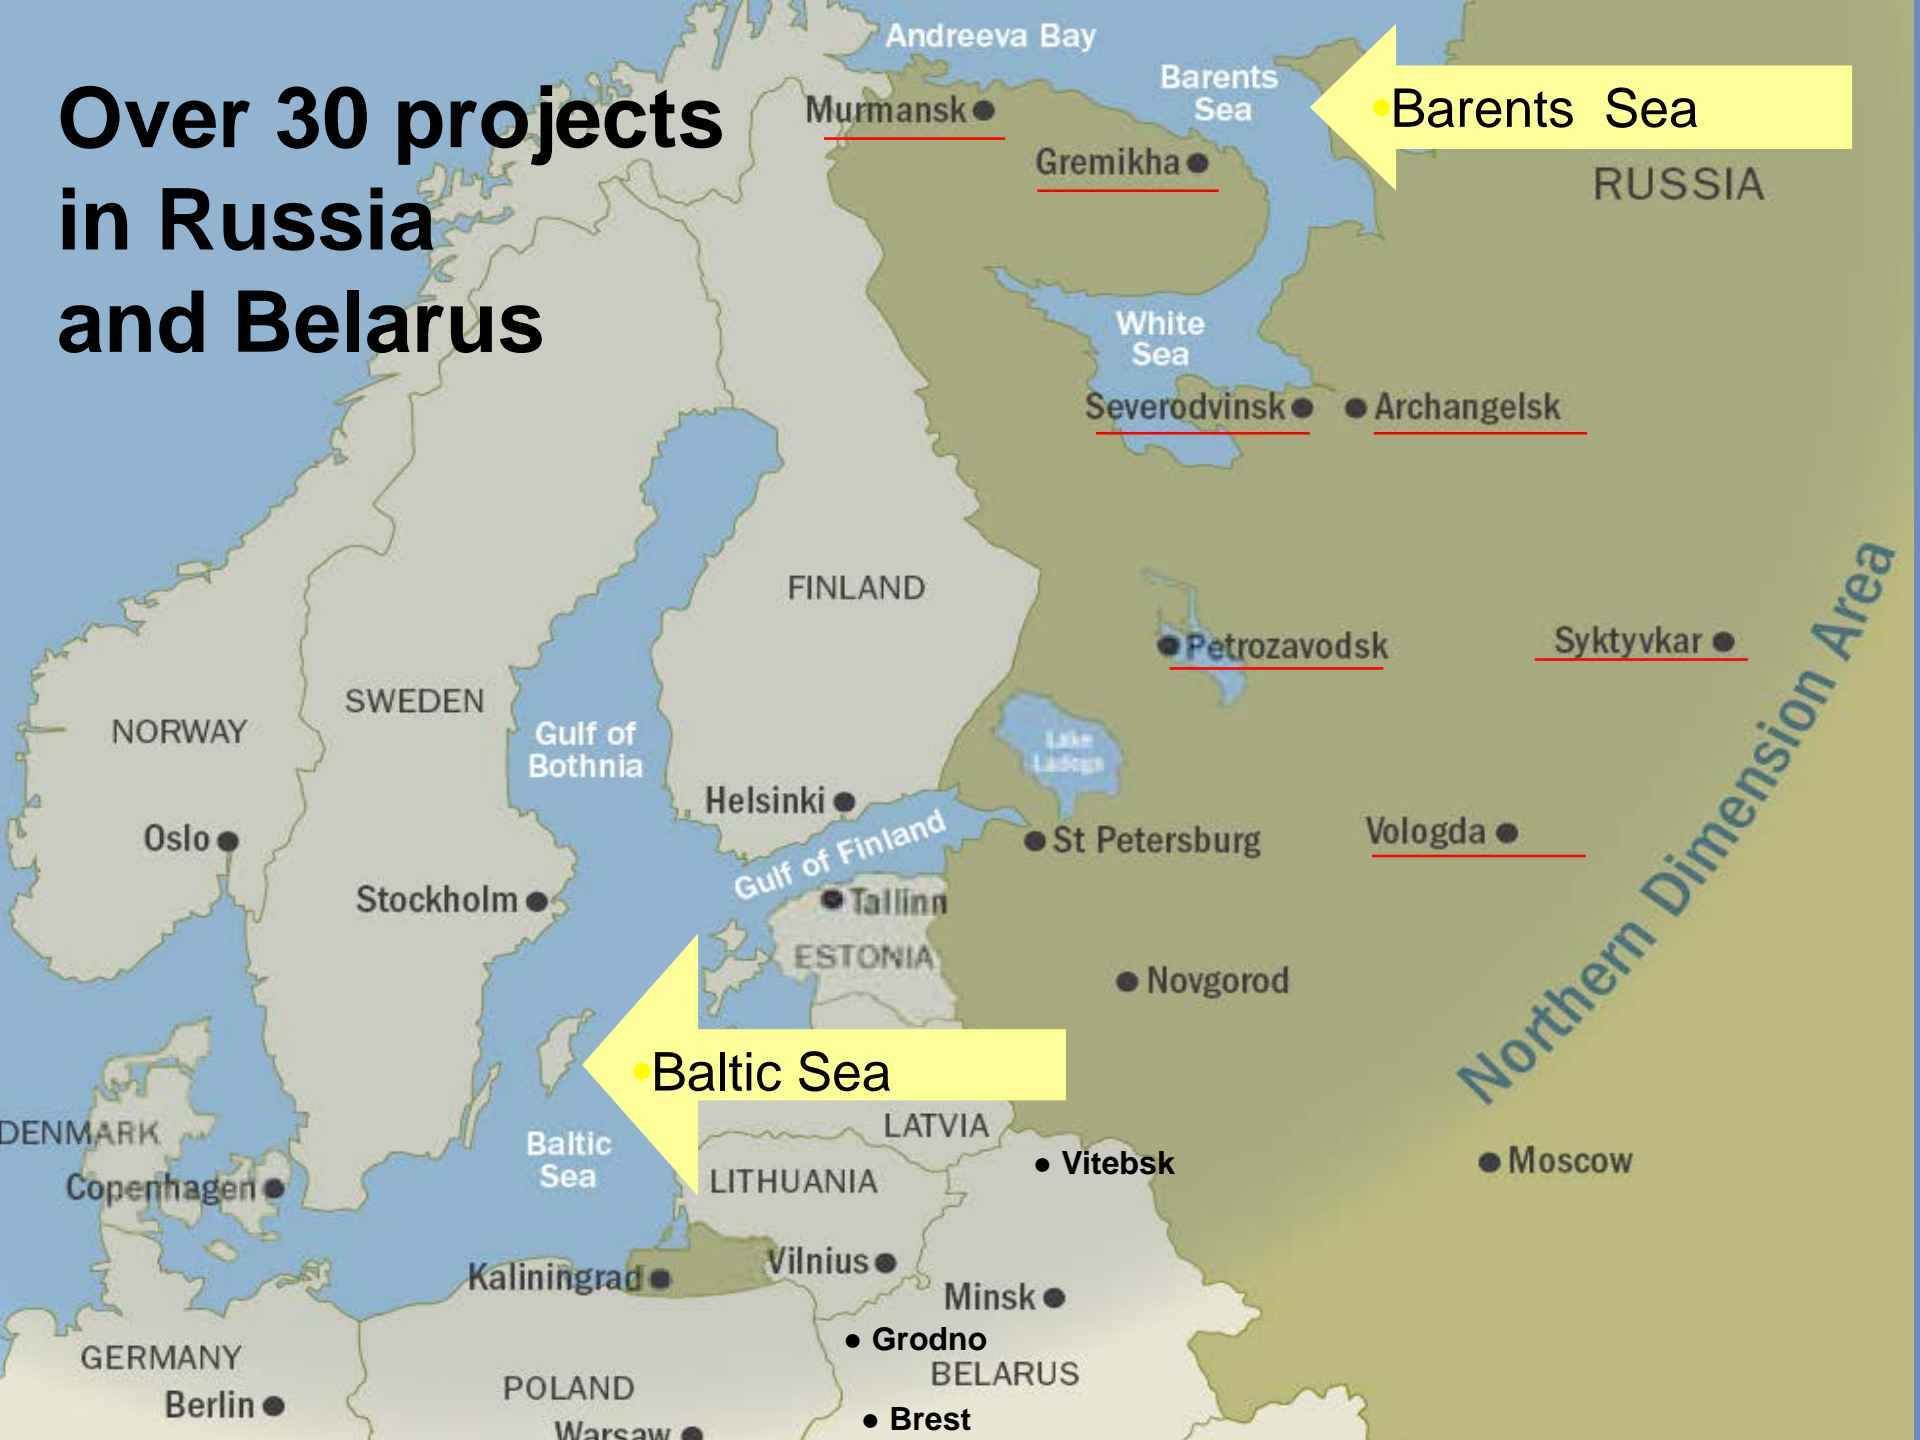 Over 30 projects
in Russia
and Belarus
Andreeva Bay
Barents
Sea
•Barents  Sea
Murmansk
Gremikha
RUSSIA
White
Sea
Severodvinsk
Archangelsk
FINLAND
Petrozavodsk
Syktyvkar
Northern Dimension Area
SWEDEN
NORWAY
Gulf of
Bothnia
Lake
Ladoga
Helsinki
Gulf of Finland
Oslo
St Petersburg
Vologda
Stockholm
Tallinn
ESTONIA
Novgorod
•Baltic Sea
DENMARK
LATVIA
Baltic
Sea
• Vitebsk
Moscow
Copenhagen
LITHUANIA
Kaliningrad
Vilnius
Minsk
• Grodno
GERMANY
BELARUS
POLAND
Berlin
• Brest
Warsaw